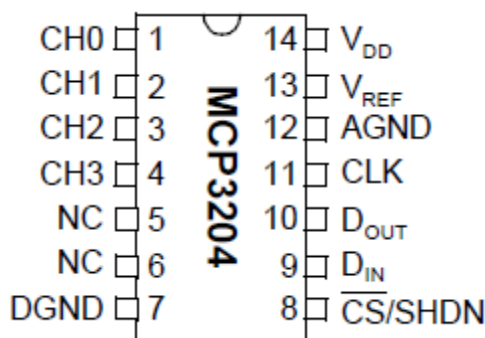 CH0 1 14 VDD
CH1 2 13 VREF
CH2 3 12 AGND
CH3 4 11 CLK
NC 5 10 DOUT
NC 6 9 DIN
DGND 7 8 C̅S̅/SHDN
MCP3204